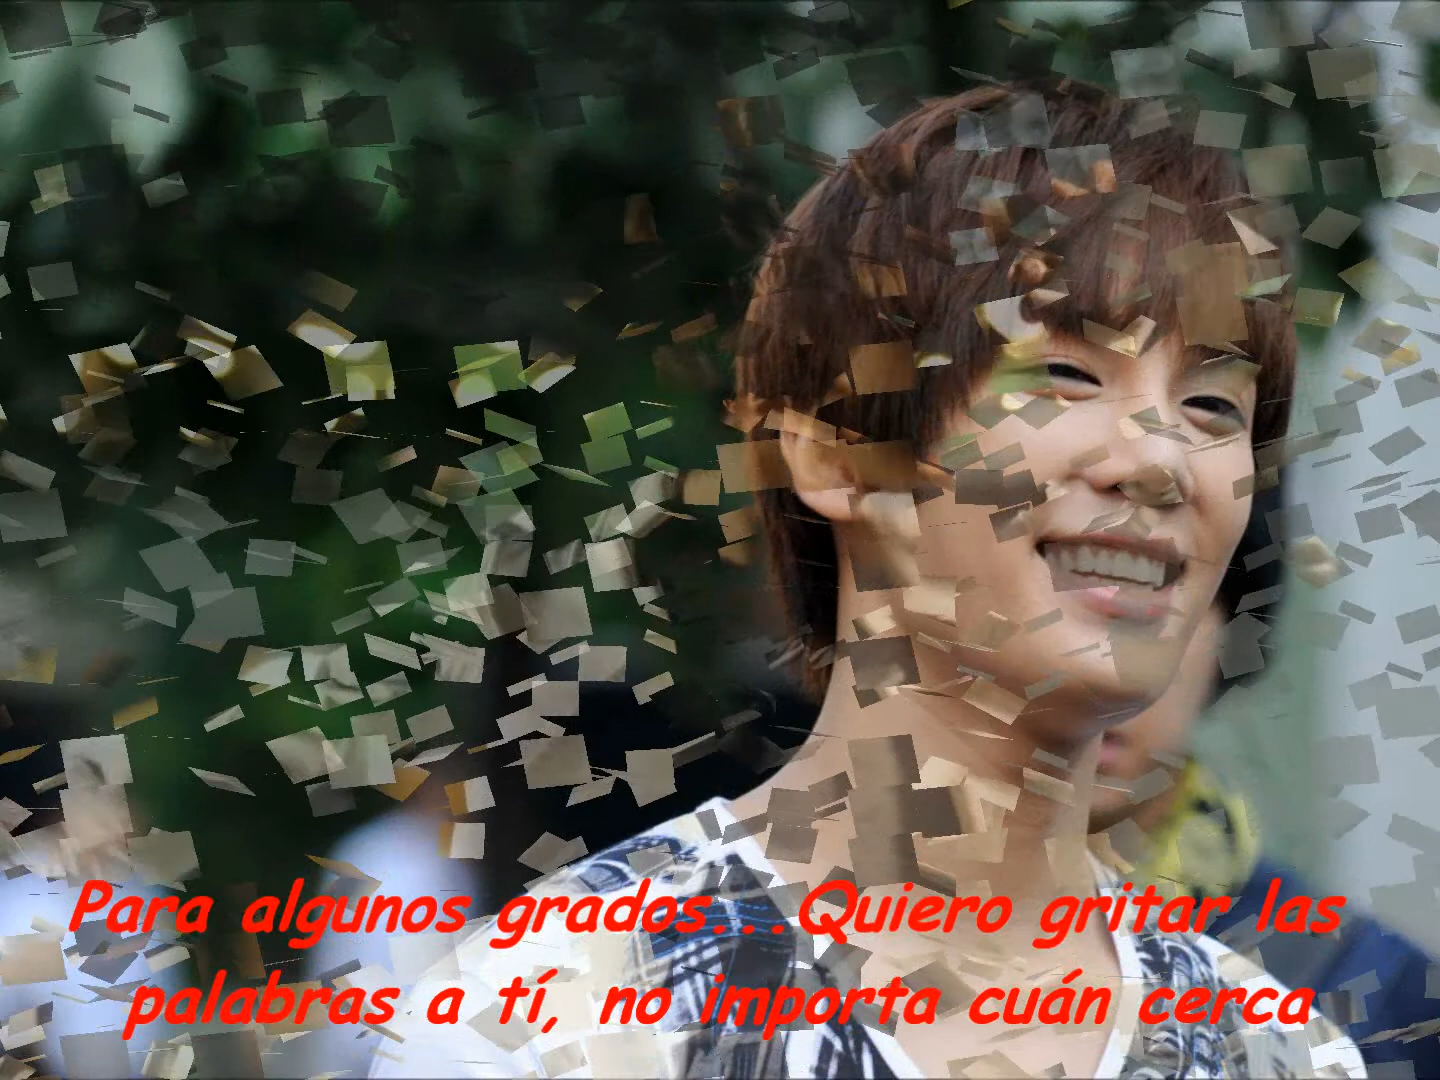 Para algunos grados...Quiero gritar las
palabras a tí, no importa cuán cerca